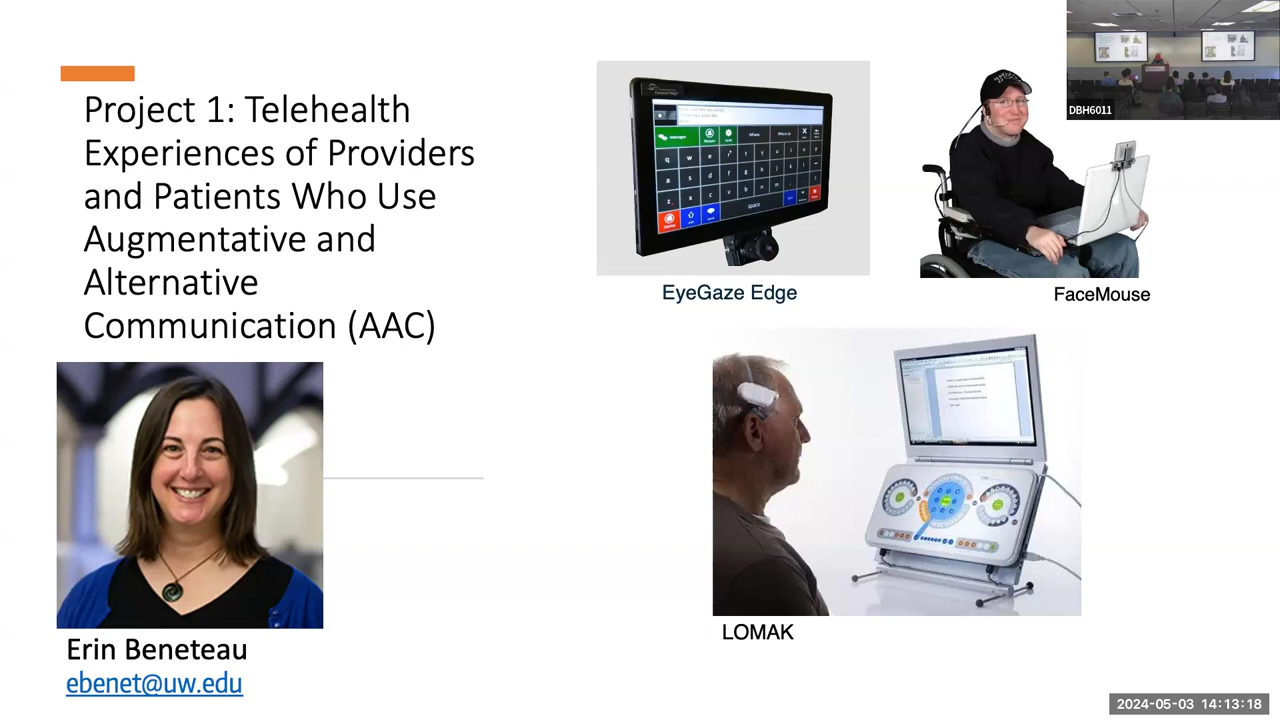 Project 1: Telehealth
Experiences of Providers
and Patients Who Use
Augmentative and
Alternative
Communication (AAC)
Erin Beneteau
ebenet@uw.edu
EyeGaze Edge
FaceMouse
LOMAK
DBH6011
q w e
a s d
space
2024-05-03 14:13:18